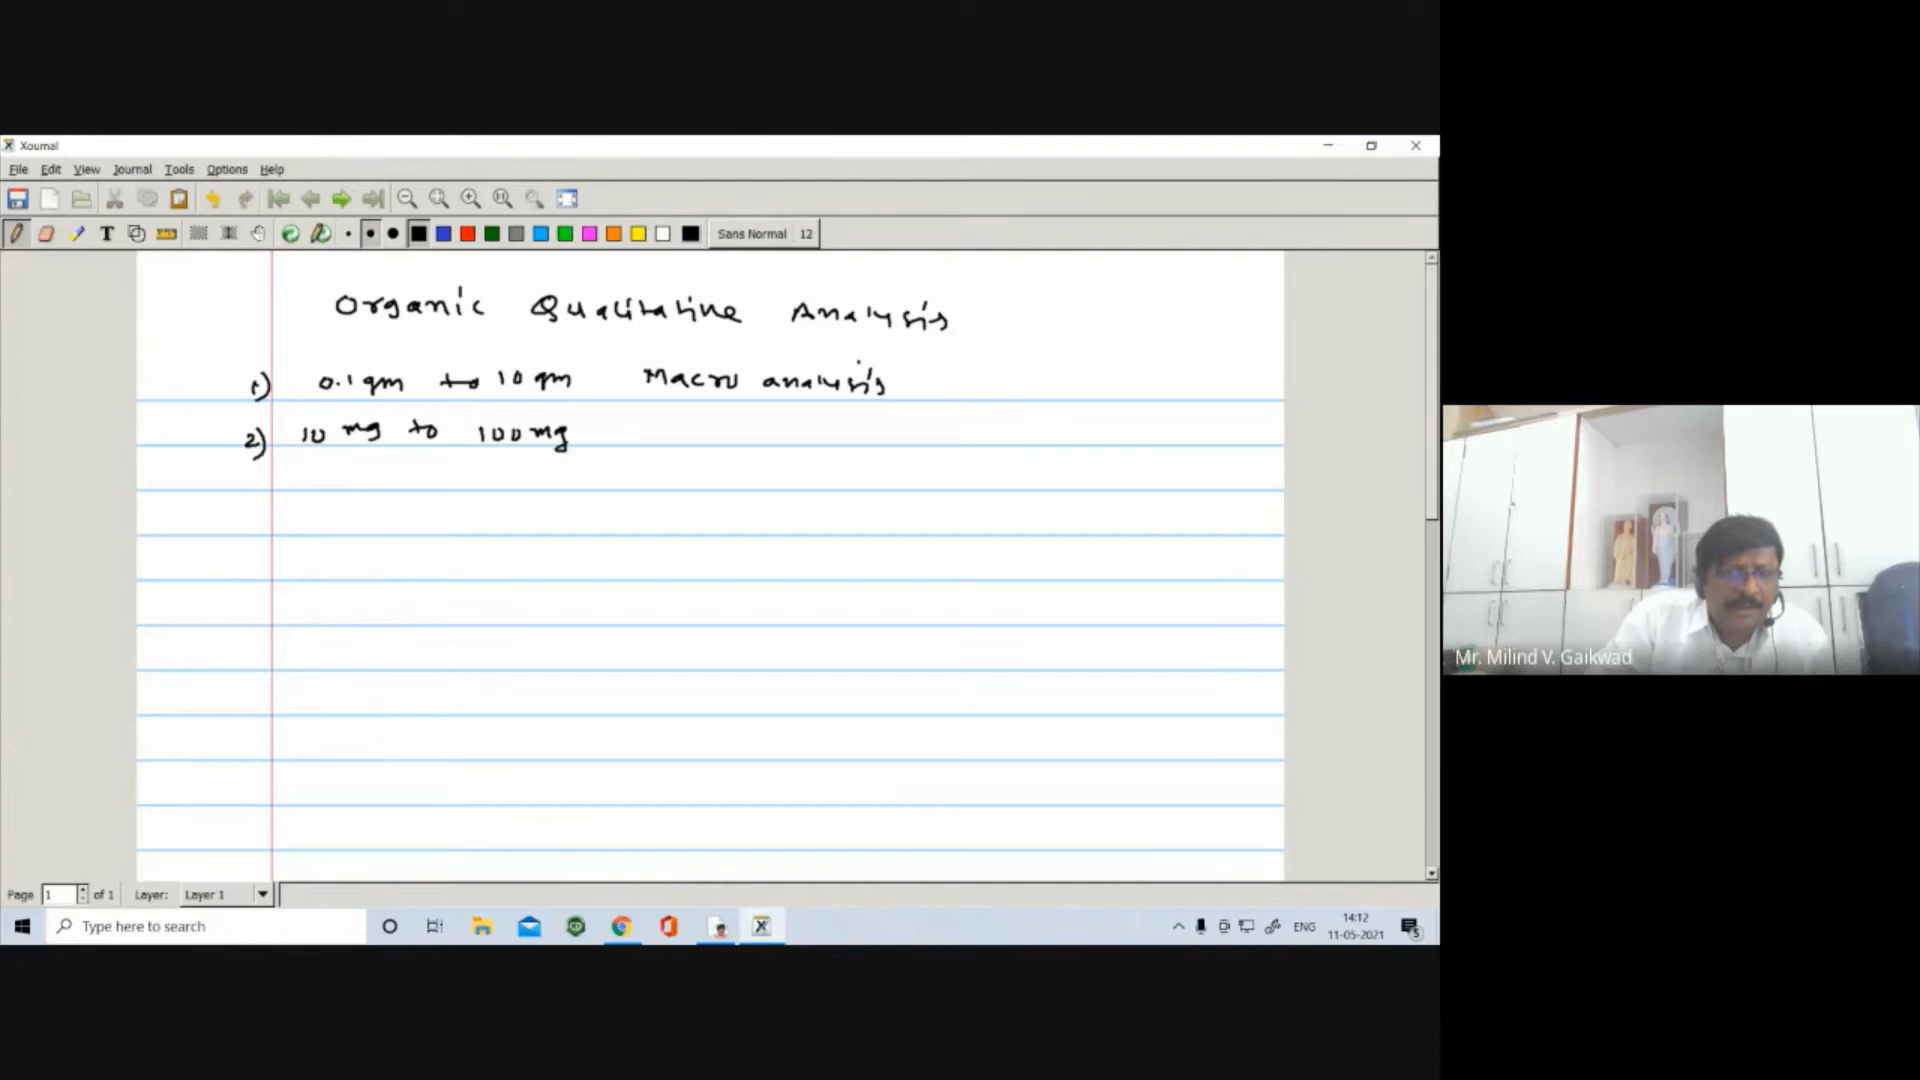 Xournal
File Edit View Journal Tools Options Help
T Sans Normal 12
Organic Qualitative Analysis
1) 0.1 gm to 10 gm Macro analysis
2) 10 mg to 100 mg
Mr. Milind V. Gaikwad
Page 1 of 1 Layer: Layer 1
Type here to search
ENG
14:12
11-05-2021
5